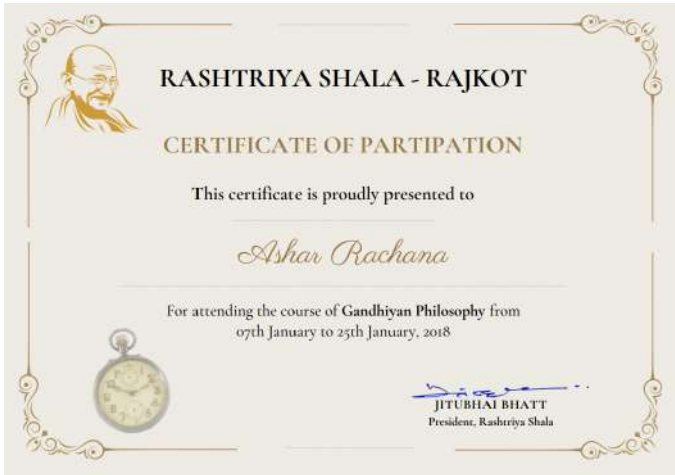 RASHTRIYA SHALA - RAJKOT
CERTIFICATE OF PARTIPATION
This certificate is proudly presented to
Ashar Rachana
For attending the course of Gandhiyan Philosophy from
07th January to 25th January, 2018
JITUBHAI BHATT
President, Rashtriya Shala